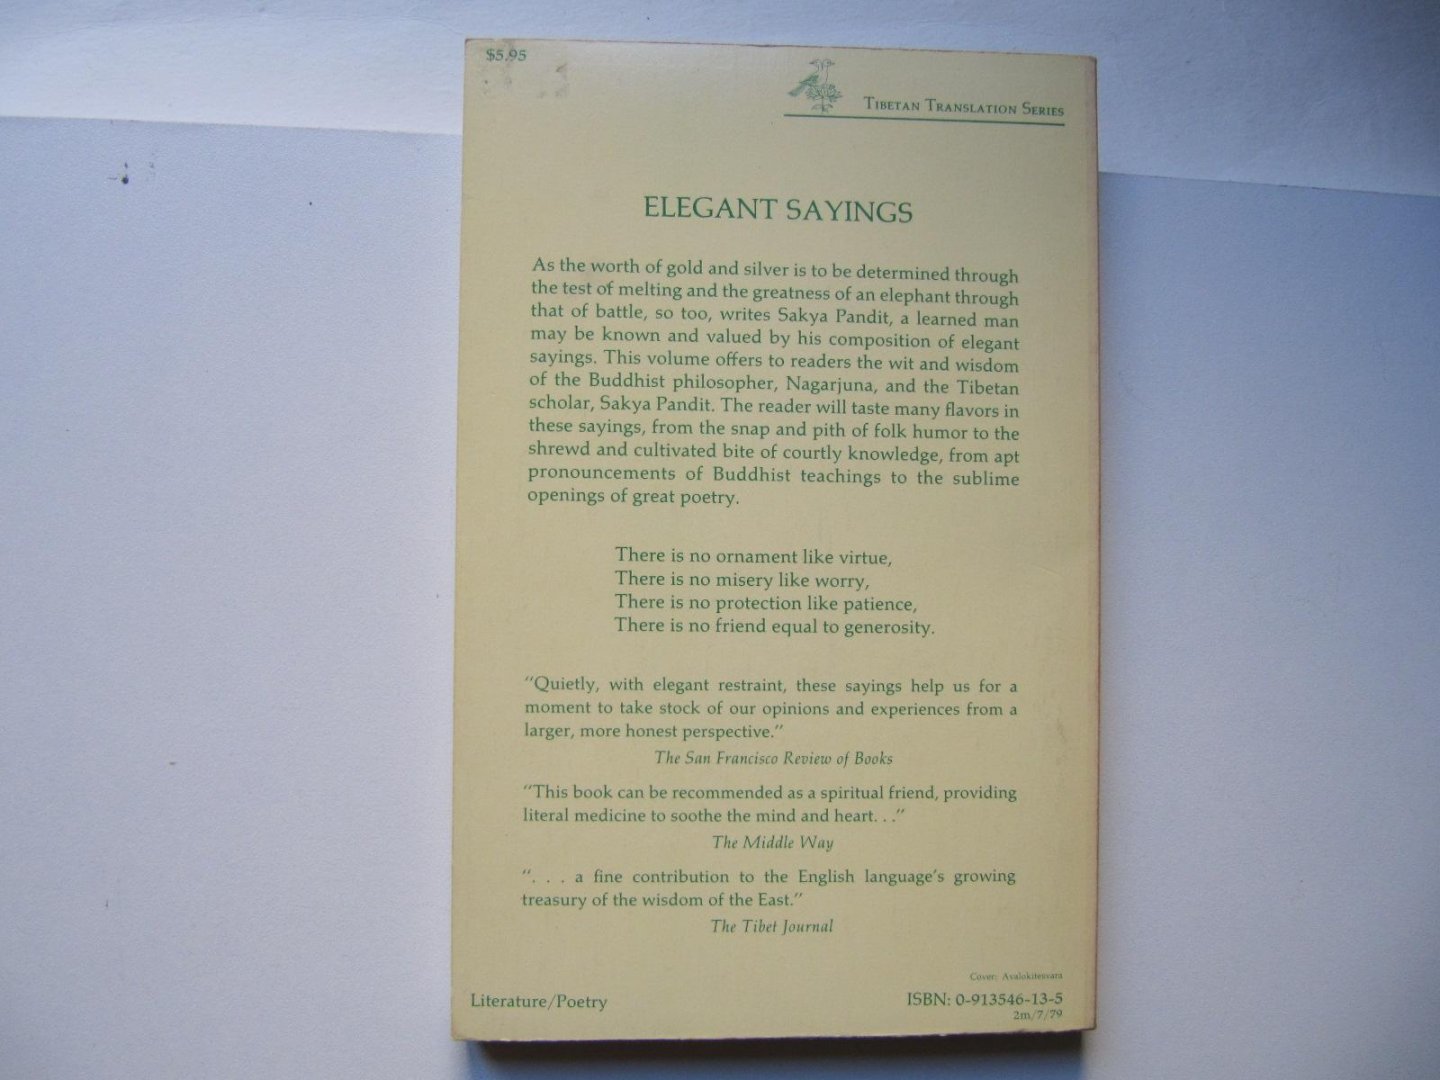 $5.95
TIBETAN TRANSLATION SERIES
ELEGANT SAYINGS
As the worth of gold and silver is to be determined through
the test of melting and the greatness of an elephant through
that of battle, so too, writes Sakya Pandit, a learned man
may be known and valued by his composition of elegant
sayings. This volume offers to readers the wit and wisdom
of the Buddhist philosopher, Nagarjuna, and the Tibetan
scholar, Sakya Pandit. The reader will taste many flavors in
these sayings, from the snap and pith of folk humor to the
shrewd and cultivated bite of courtly knowledge, from apt
pronouncements of Buddhist teachings to the sublime
openings of great poetry.
There is no ornament like virtue,
There is no misery like worry,
There is no protection like patience,
There is no friend equal to generosity.
"Quietly, with elegant restraint, these sayings help us for a
moment to take stock of our opinions and experiences from a
larger, more honest perspective."
The San Francisco Review of Books
"This book can be recommended as a spiritual friend, providing
literal medicine to soothe the mind and heart. . ."
The Middle Way
". . . a fine contribution to the English language's growing
treasury of the wisdom of the East."
The Tibet Journal
Cover: Avalokitesvara
Literature/Poetry
ISBN: 0-913546-13-5
2m/7/79